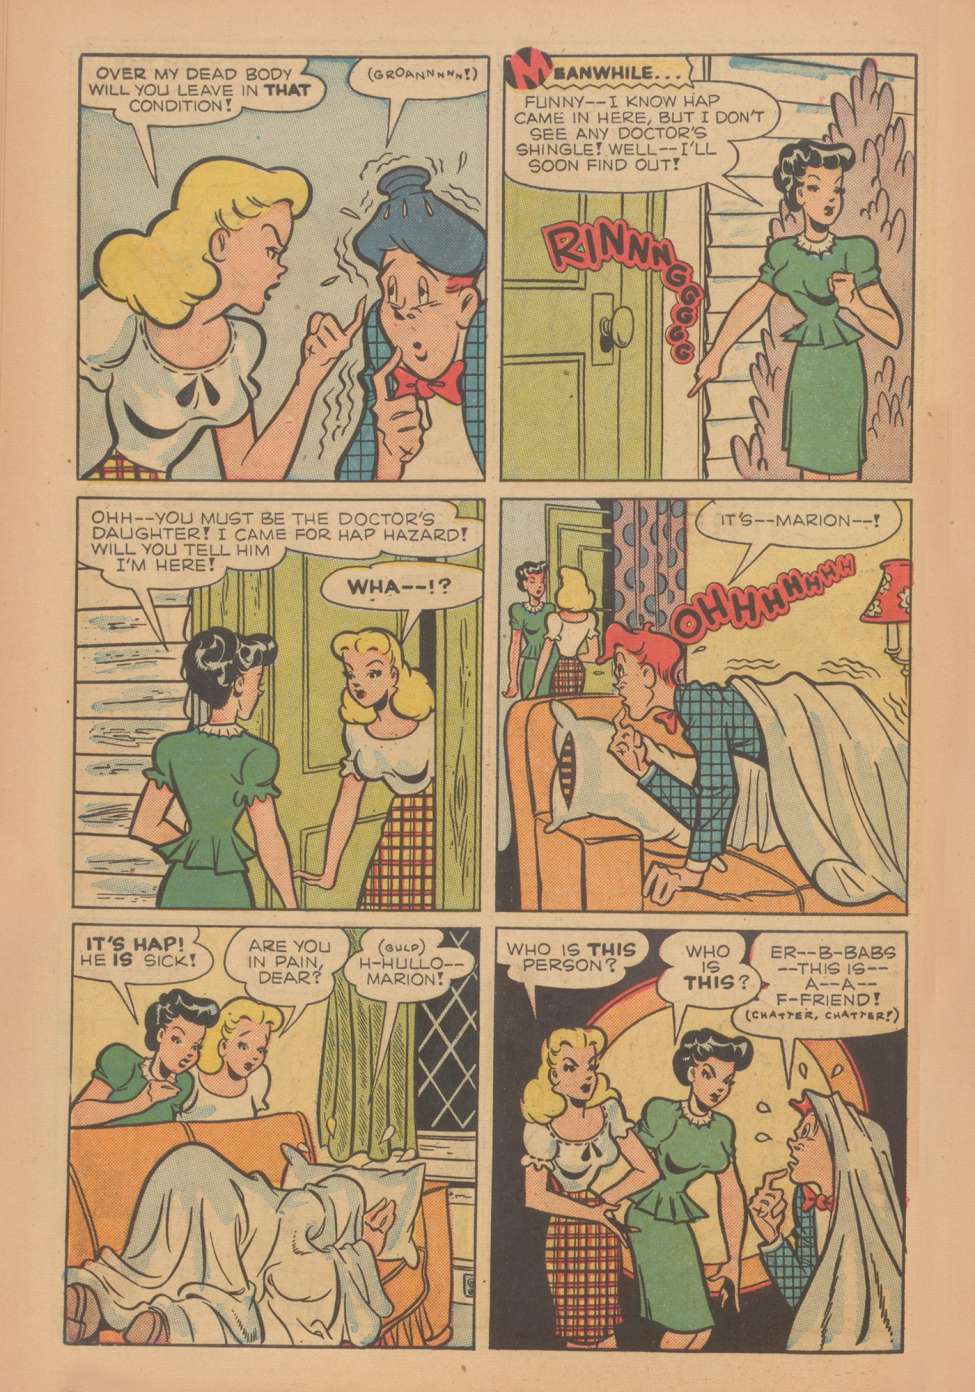 OVER MY DEAD BODY
WILL YOU LEAVE IN THAT
CONDITION!
(GROANNNNN!)
MEANWHILE...
FUNNY--I KNOW HAP
CAME IN HERE, BUT I DON'T
SEE ANY DOCTOR'S
SHINGLE! WELL--I'LL
SOON FIND OUT!
RINNNGGGGGG
OHH--YOU MUST BE THE DOCTOR'S
DAUGHTER! I CAME FOR HAP HAZARD!
WILL YOU TELL HIM
I'M HERE!
WHA--!?
IT'S--MARION--!
OHHHHHHHH
IT'S HAP!
HE IS SICK!
ARE YOU
IN PAIN,
DEAR?
(GULP)
H-HULLO--
MARION!
WHO IS THIS
PERSON?
WHO
IS
THIS?
ER--B-BABS
--THIS IS--
A--A--
F-FRIEND!
(CHATTER, CHATTER!)